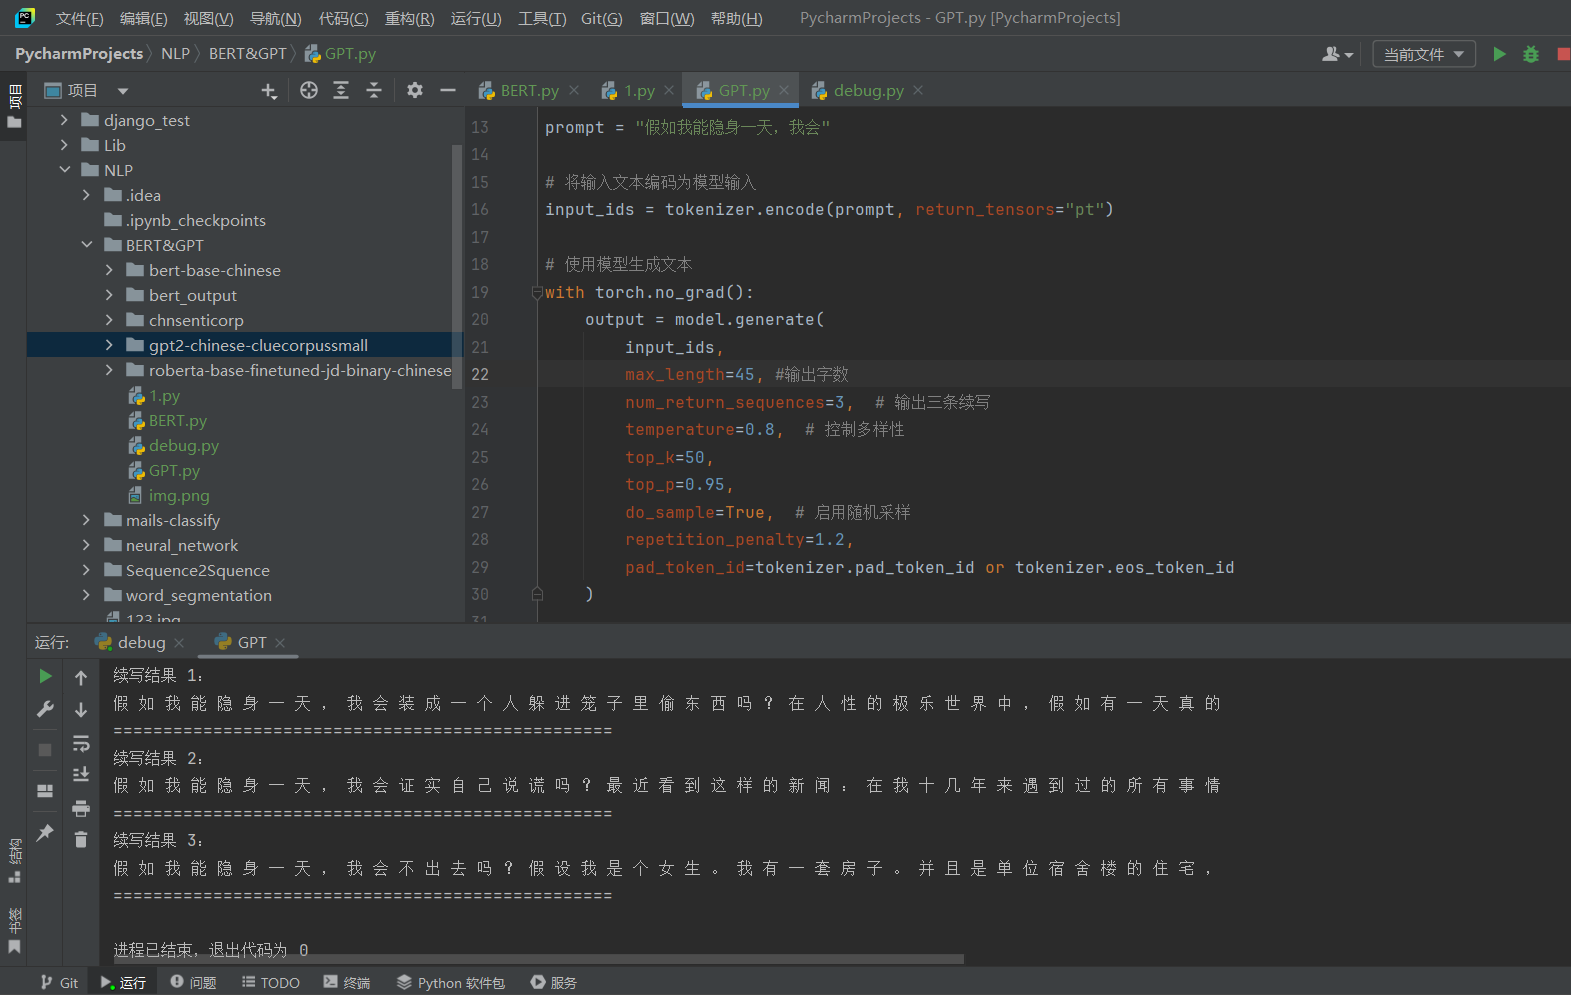 文件(F) 编辑(E) 视图(V) 导航(N) 代码(C) 重构(R) 运行(U) 工具(T) Git(G) 窗口(W) 帮助(H) PycharmProjects - GPT.py [PycharmProjects]
PycharmProjects NLP BERT&GPT GPT.py 当前文件
项目
项目
BERT.py 1.py GPT.py debug.py
django_test
Lib
NLP
.idea
.ipynb_checkpoints
BERT&GPT
bert-base-chinese
bert_output
chnsenticorp
gpt2-chinese-cluecorpussmall
roberta-base-finetuned-jd-binary-chinese
1.py
BERT.py
debug.py
GPT.py
img.png
mails-classify
neural_network
Sequence2Squence
word_segmentation
123.jpg
13 prompt = "假如我能隐身一天，我会"
14
15 # 将输入文本编码为模型输入
16 input_ids = tokenizer.encode(prompt, return_tensors="pt")
17
18 # 使用模型生成文本
19 with torch.no_grad():
20 output = model.generate(
21 input_ids,
22 max_length=45, #输出字数
23 num_return_sequences=3, # 输出三条续写
24 temperature=0.8, # 控制多样性
25 top_k=50,
26 top_p=0.95,
27 do_sample=True, # 启用随机采样
28 repetition_penalty=1.2,
29 pad_token_id=tokenizer.pad_token_id or tokenizer.eos_token_id
30 )
31
运行: debug GPT
续写结果 1:
假 如 我 能 隐 身 一 天 ， 我 会 装 成 一 个 人 躲 进 笼 子 里 偷 东 西 吗 ？ 在 人 性 的 极 乐 世 界 中 ， 假 如 有 一 天 真 的
==================================================
续写结果 2:
假 如 我 能 隐 身 一 天 ， 我 会 证 实 自 己 说 谎 吗 ？ 最 近 看 到 这 样 的 新 闻 ： 在 我 十 几 年 来 遇 到 过 的 所 有 事 情
==================================================
续写结果 3:
假 如 我 能 隐 身 一 天 ， 我 会 不 出 去 吗 ？ 假 设 我 是 个 女 生 。 我 有 一 套 房 子 。 并 且 是 单 位 宿 舍 楼 的 住 宅 ，
==================================================
进程已结束，退出代码为 0
结构
书签
Git 运行 问题 TODO 终端 Python 软件包 服务